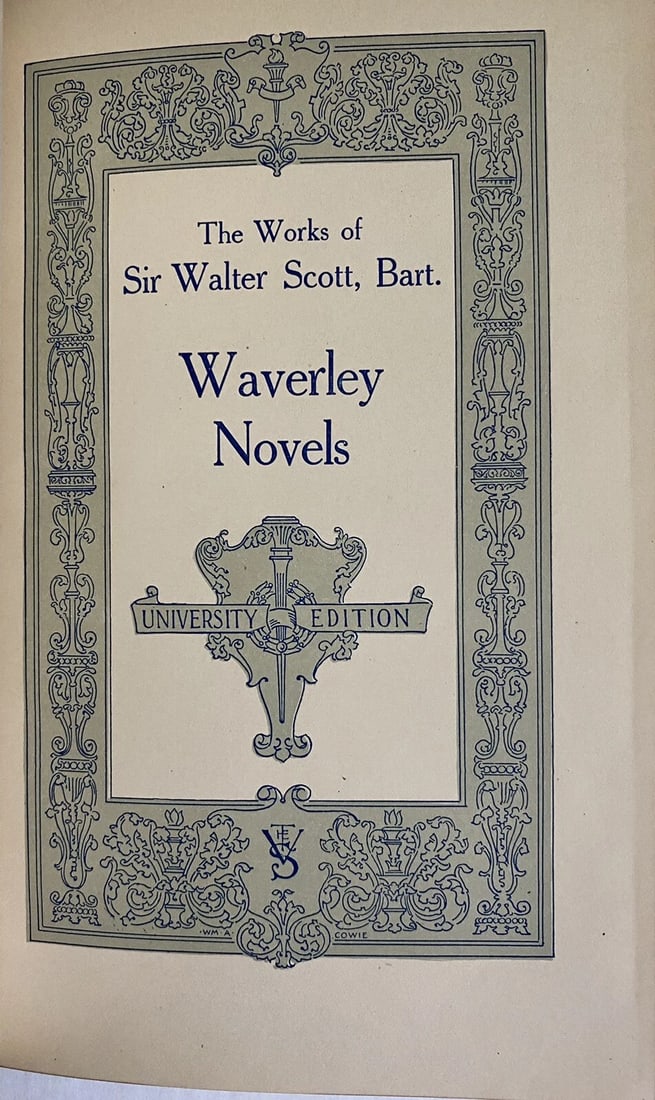 The Works of
Sir Walter Scott, Bart.
Waverley
Novels
UNIVERSITY EDITION
WM A COWIE